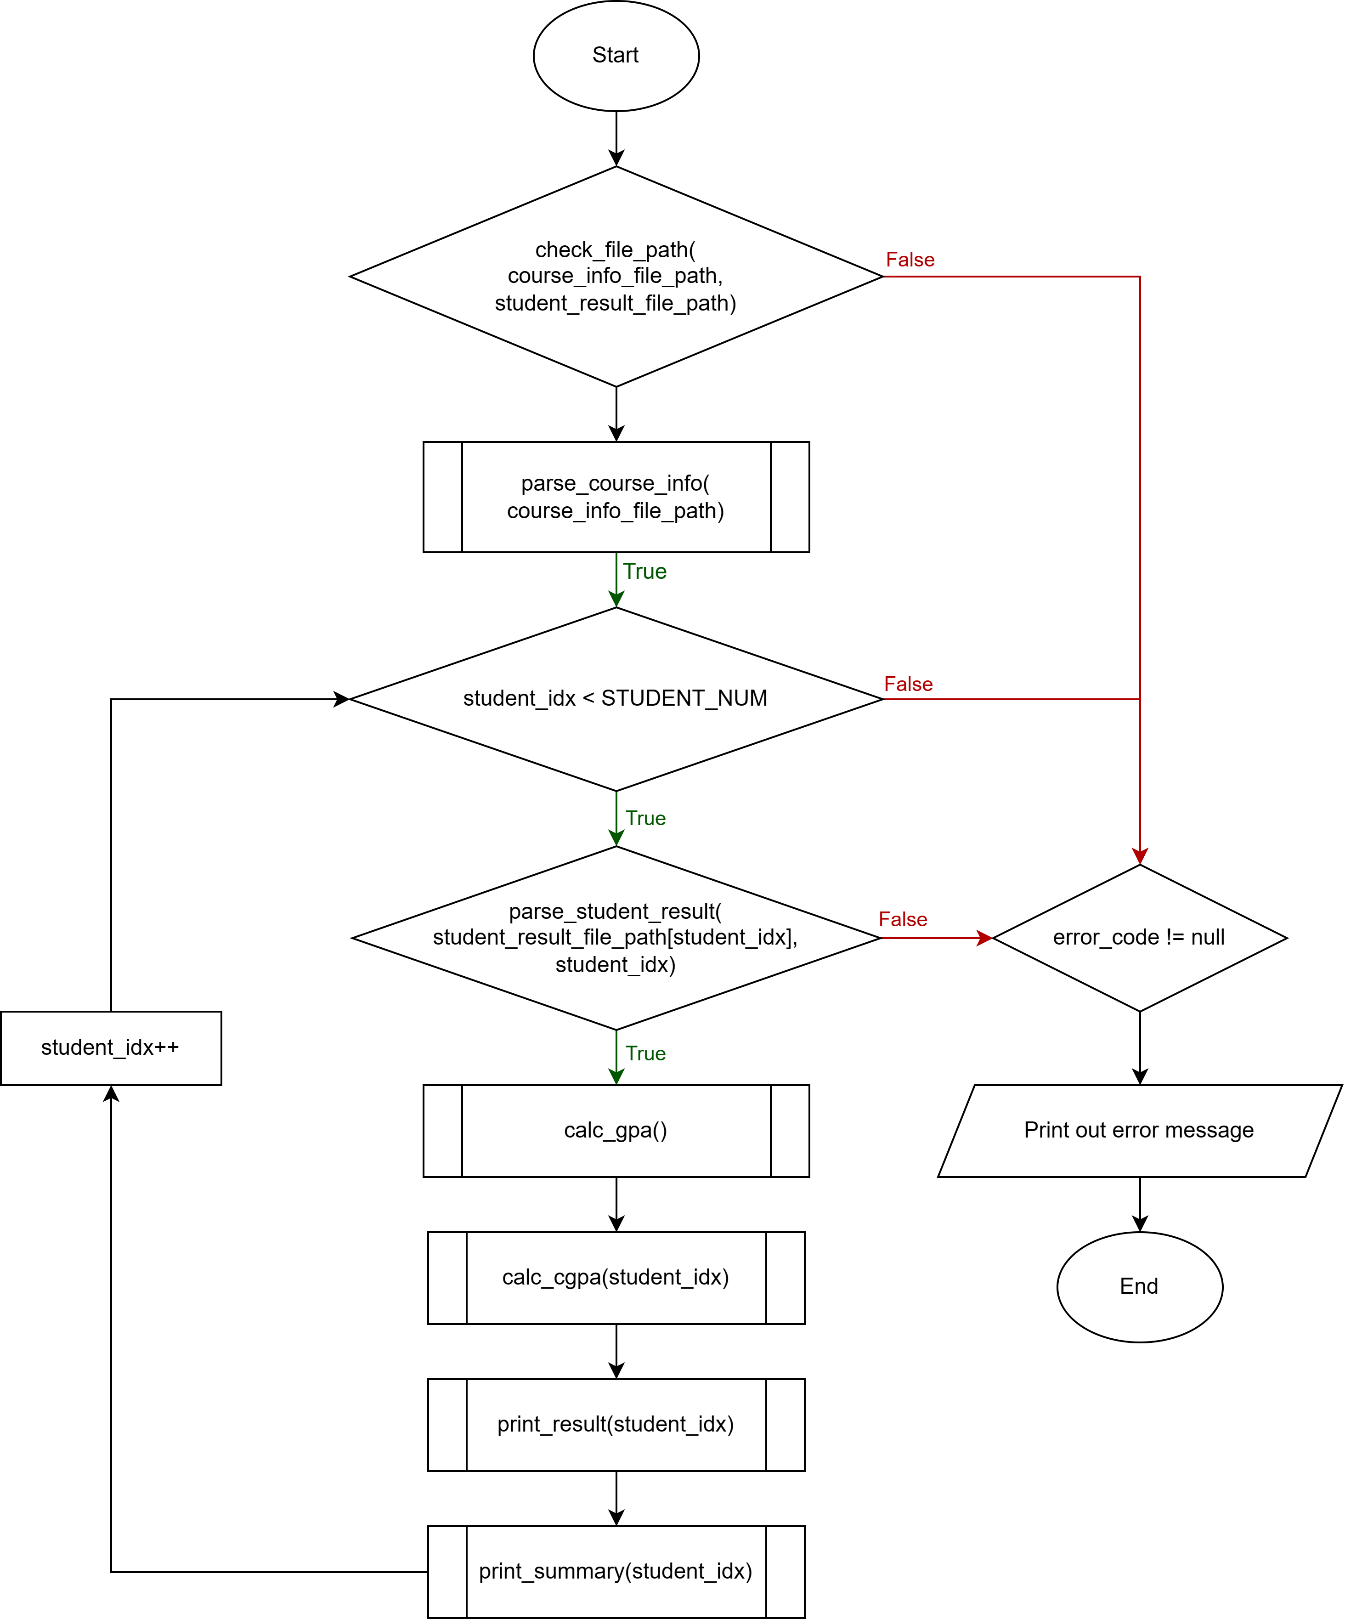 Start
check_file_path(
course_info_file_path,
student_result_file_path)
False
parse_course_info(
course_info_file_path)
True
student_idx < STUDENT_NUM
False
True
parse_student_result(
student_result_file_path[student_idx],
student_idx)
False
error_code != null
student_idx++
True
calc_gpa()
Print out error message
calc_cgpa(student_idx)
End
print_result(student_idx)
print_summary(student_idx)